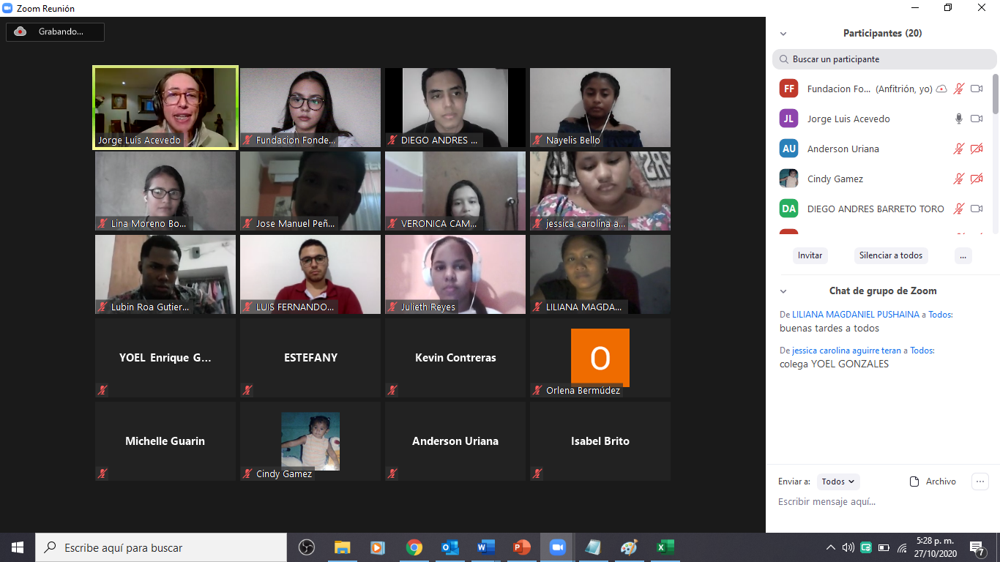 Zoom Reunión
Grabando...
Participantes (20)
Buscar un participante
FF Fundacion Fo... (Anfitrión, yo)
JL Jorge Luis Acevedo
AU Anderson Uriana
Cindy Gamez
DA DIEGO ANDRES BARRETO TORO
Invitar Silenciar a todos ...
Chat de grupo de Zoom
De LILIANA MAGDANIEL PUSHAINA a Todos:
buenas tardes a todos
De jessica carolina aguirre teran a Todos:
colega YOEL GONZALES
Enviar a: Todos Archivo ...
Escribir mensaje aquí...
Jorge Luis Acevedo
Fundacion Fonde...
DIEGO ANDRES ...
Nayelis Bello
Lina Moreno Bo...
Jose Manuel Peñ...
VERONICA CAM...
jessica carolina a...
Lubin Roa Gutier...
LUIS FERNANDO...
Julieth Reyes
LILIANA MAGDA...
YOEL Enrique G...
ESTEFANY
Kevin Contreras
O
Orlena Bermúdez
Michelle Guarin
Cindy Gamez
Anderson Uriana
Isabel Brito
Escribe aquí para buscar
5:28 p. m.
27/10/2020
7